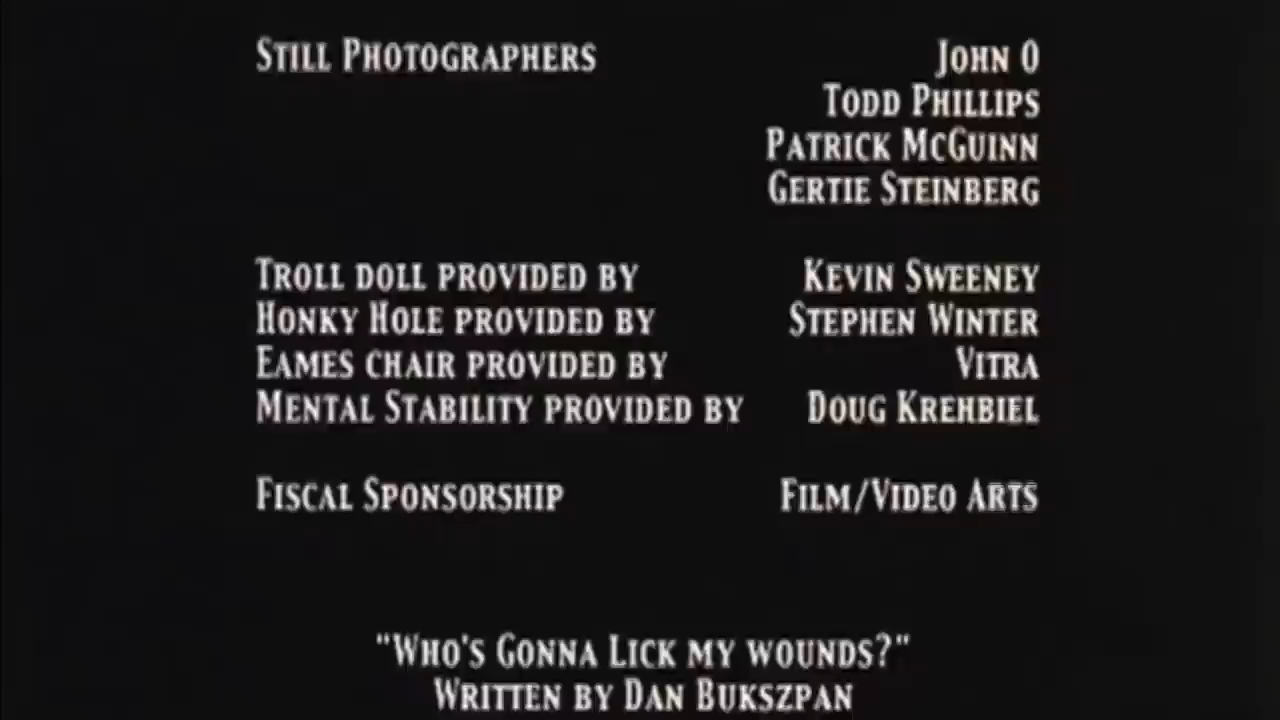 STILL PHOTOGRAPHERS JOHN O
TODD PHILLIPS
PATRICK MCGUINN
GERTIE STEINBERG
TROLL DOLL PROVIDED BY KEVIN SWEENEY
HONKY HOLE PROVIDED BY STEPHEN WINTER
EAMES CHAIR PROVIDED BY VITRA
MENTAL STABILITY PROVIDED BY DOUG KREHBIEL
FISCAL SPONSORSHIP FILM/VIDEO ARTS
"WHO'S GONNA LICK MY WOUNDS?"
WRITTEN BY DAN BUKSZPAN